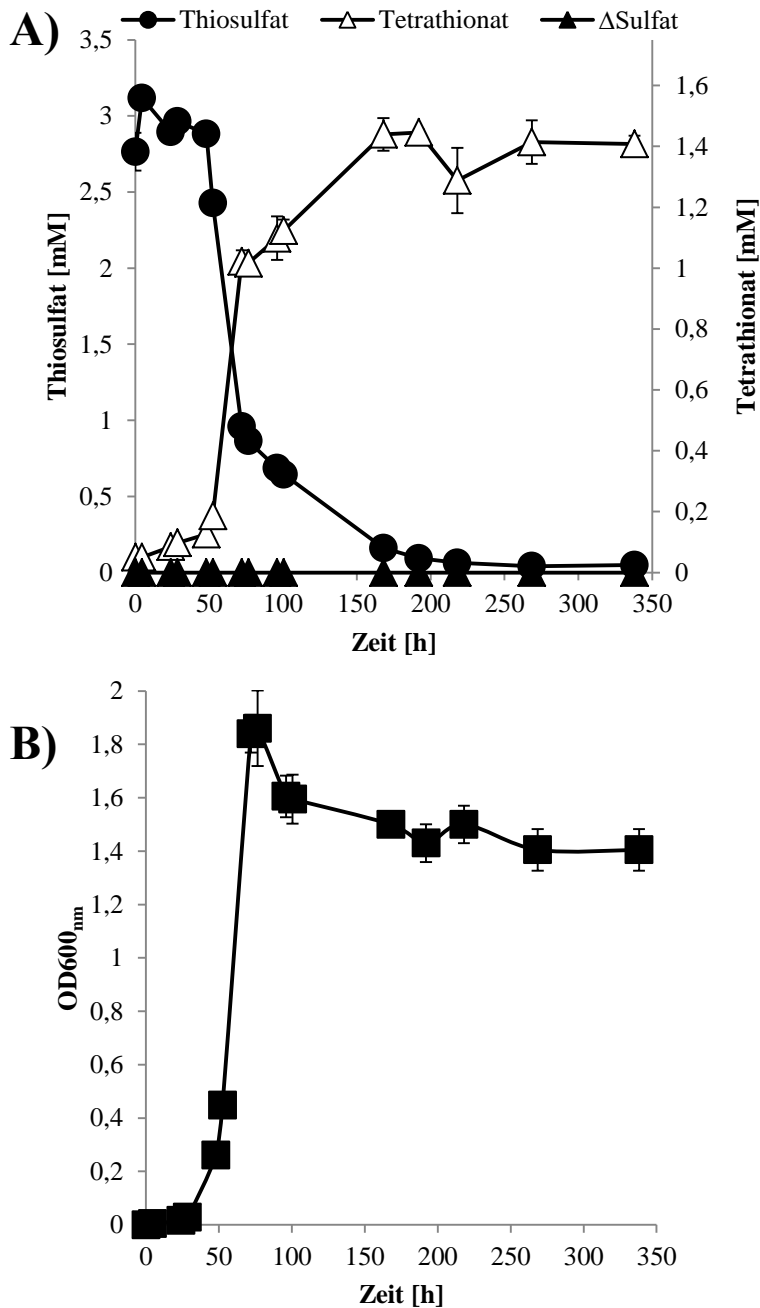 A)
Thiosulfat Tetrathionat ΔSulfat
3,5
3
2,5
2
1,5
1
0,5
0
Thiosulfat [mM]
1,6
1,4
1,2
1
0,8
0,6
0,4
0,2
0
Tetrathionat [mM]
0 50 100 150 200 250 300 350
Zeit [h]
B)
2
1,8
1,6
1,4
1,2
1
0,8
0,6
0,4
0,2
0
OD600nm
0 50 100 150 200 250 300 350
Zeit [h]